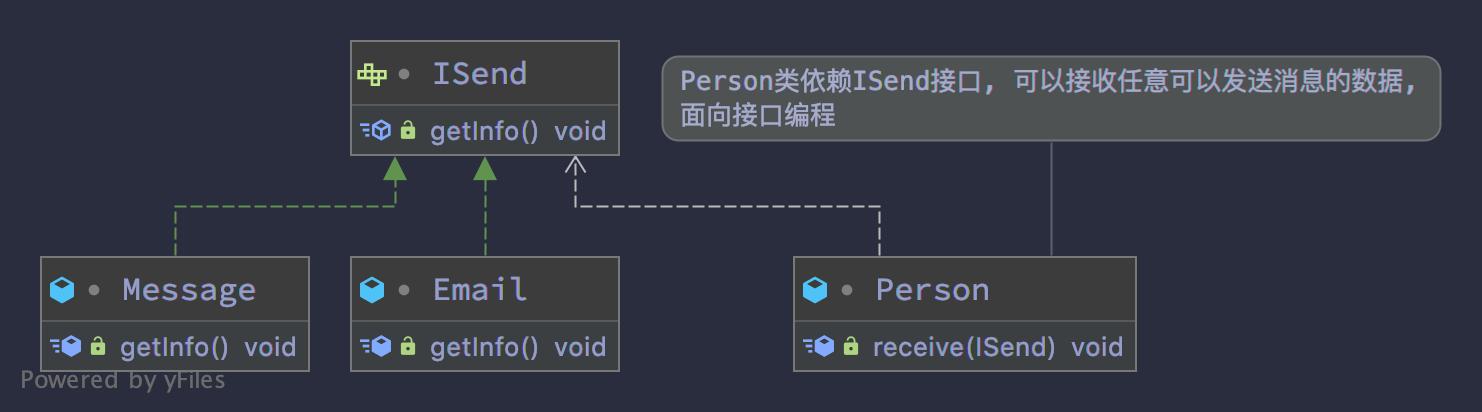 ISend
getInfo() void
Person类依赖ISend接口, 可以接收任意可以发送消息的数据,
面向接口编程
Message
getInfo() void
Email
getInfo() void
Person
receive(ISend) void
Powered by yFiles